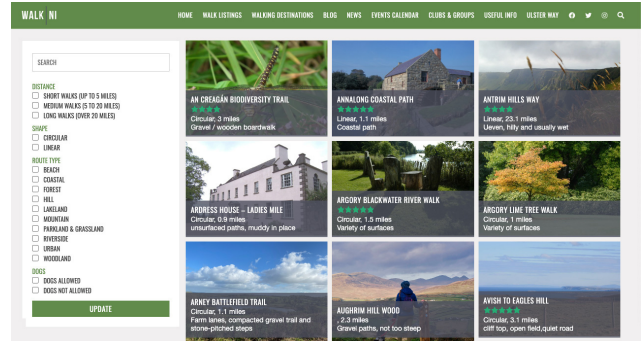 WALK NI
HOME WALK LISTINGS WALKING DESTINATIONS BLOG NEWS EVENTS CALENDAR CLUBS & GROUPS USEFUL INFO ULSTER WAY
SEARCH
DISTANCE
SHORT WALKS (UP TO 5 MILES)
MEDIUM WALKS (5 TO 20 MILES)
LONG WALKS (OVER 20 MILES)
SHAPE
CIRCULAR
LINEAR
ROUTE TYPE
BEACH
COASTAL
FOREST
HILL
LAKELAND
MOUNTAIN
PARKLAND & GRASSLAND
RIVERSIDE
URBAN
WOODLAND
DOGS
DOGS ALLOWED
DOGS NOT ALLOWED
UPDATE
AN CREAGÁN BIODIVERSITY TRAIL
Circular, 3 miles
Gravel / wooden boardwalk
ANNALONG COASTAL PATH
Linear, 1.1 miles
Coastal path
ANTRIM HILLS WAY
Linear, 23.1 miles
Ueven, hilly and usually wet
ARDRESS HOUSE – LADIES MILE
Circular, 0.9 miles
unsurfaced paths, muddy in place
ARGORY BLACKWATER RIVER WALK
Circular, 1.5 miles
Variety of surfaces
ARGORY LIME TREE WALK
Circular, 1 miles
Variety of surfaces
ARNEY BATTLEFIELD TRAIL
Circular, 1.1 miles
Farm lanes, compacted gravel trail and
stone-pitched steps
AUGHRIM HILL WOOD
, 2.3 miles
Gravel paths, not too steep
AVISH TO EAGLES HILL
Circular, 3.1 miles
cliff top, open field,quiet road